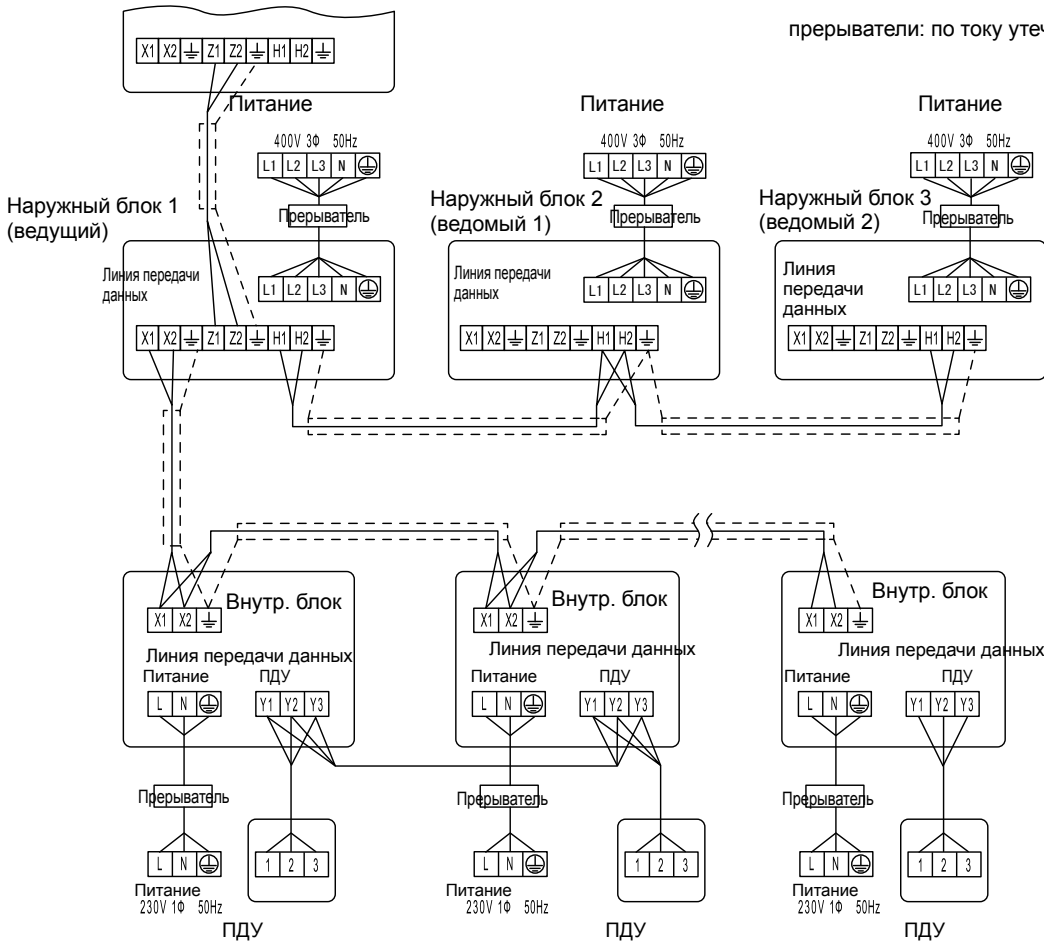 прерыватели: по току утеч
X1 X2 Z1 Z2 H1 H2
Питание Питание Питание
400V 3Φ 50Hz 400V 3Φ 50Hz 400V 3Φ 50Hz
L1 L2 L3 N L1 L2 L3 N L1 L2 L3 N
Наружный блок 1
(ведущий)
Прерыватель
Наружный блок 2
(ведомый 1)
Прерыватель
Наружный блок 3
(ведомый 2)
Прерыватель
Линия передачи
данных
L1 L2 L3 N
Линия передачи
данных
L1 L2 L3 N
Линия
передачи
данных
L1 L2 L3 N
X1 X2 Z1 Z2 H1 H2 X1 X2 Z1 Z2 H1 H2 X1 X2 Z1 Z2 H1 H2
Внутр. блок Внутр. блок Внутр. блок
X1 X2 X1 X2 X1 X2
Линия передачи данных Линия передачи данных Линия передачи данных
Питание ПДУ Питание ПДУ Питание ПДУ
L N Y1 Y2 Y3 L N Y1 Y2 Y3 L N Y1 Y2 Y3
Прерыватель Прерыватель Прерыватель
L N 1 2 3 L N 1 2 3 L N 1 2 3
Питание Питание Питание
230V 1Φ 50Hz 230V 1Φ 50Hz 230V 1Φ 50Hz
ПДУ ПДУ ПДУ